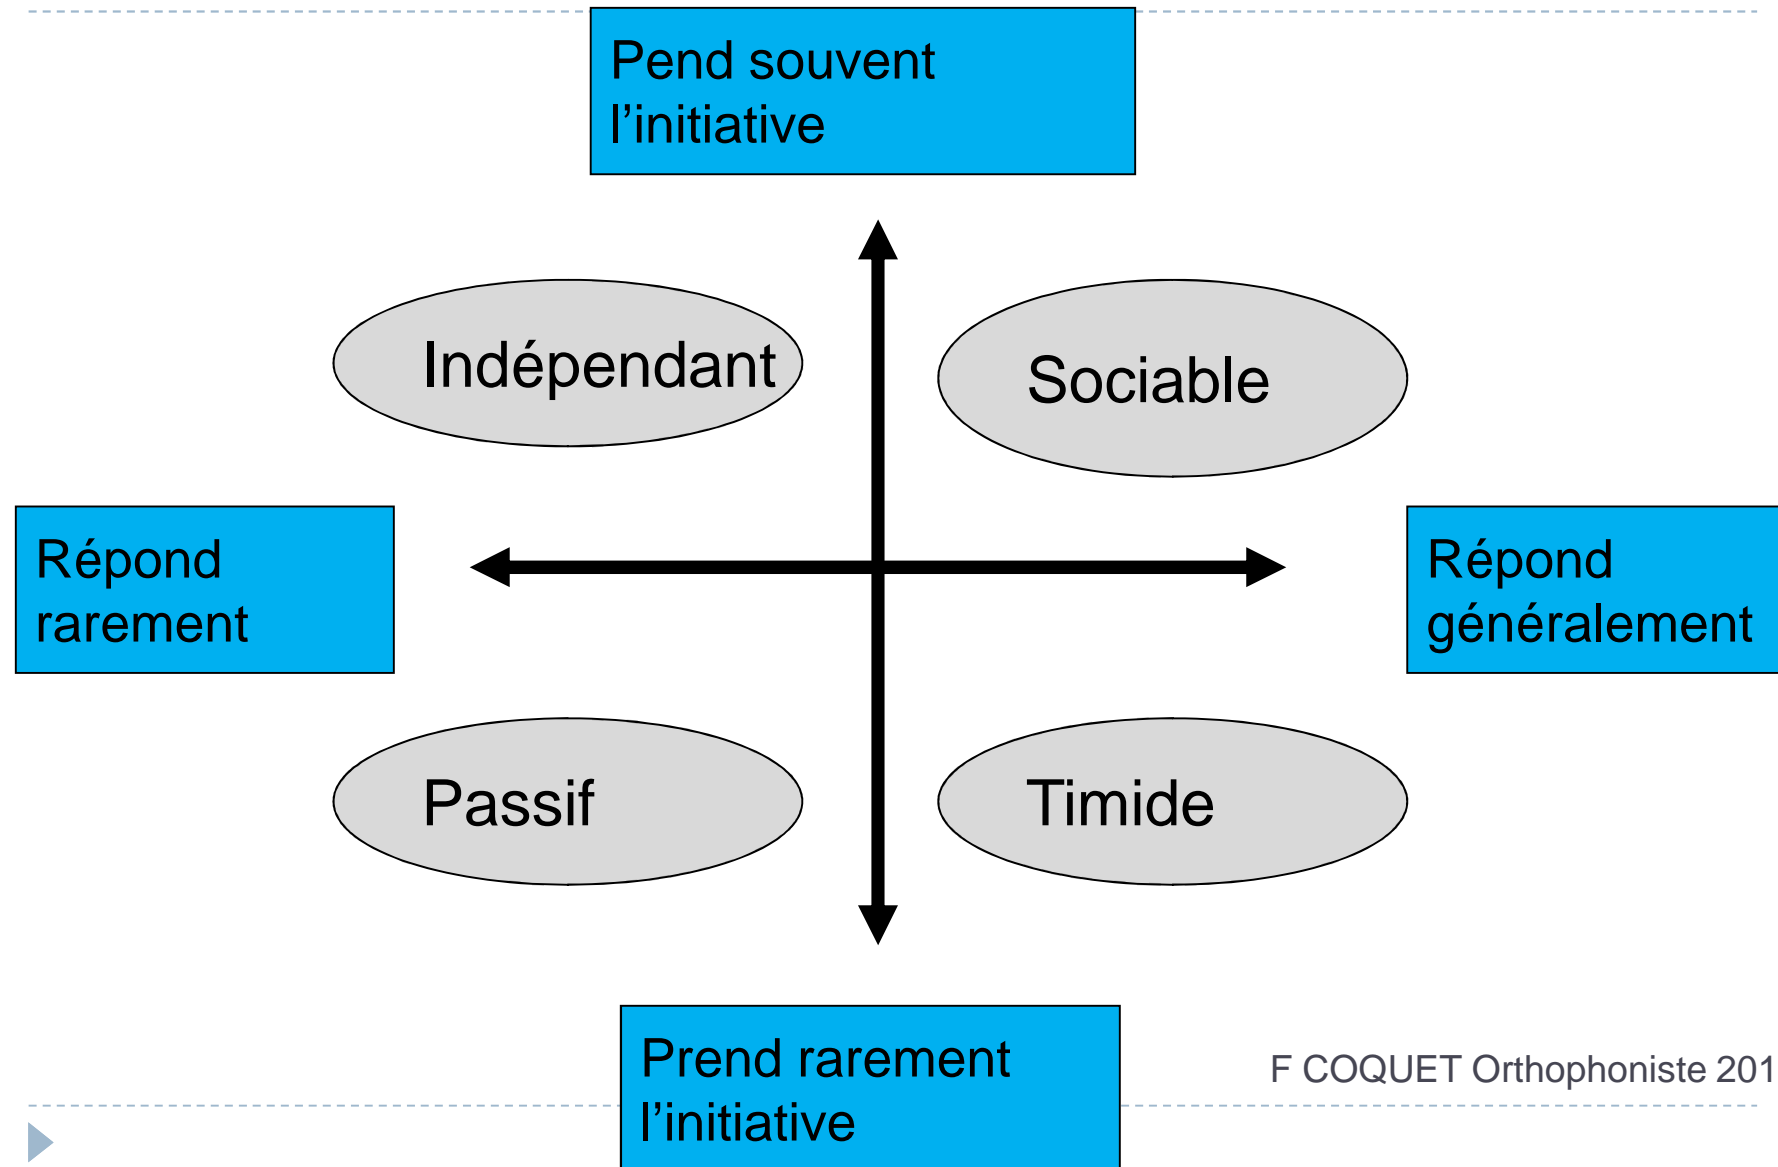 Pend souvent
l’initiative
Indépendant
Sociable
Répond
rarement
Répond
généralement
Passif
Timide
Prend rarement
l’initiative
F COQUET Orthophoniste 201